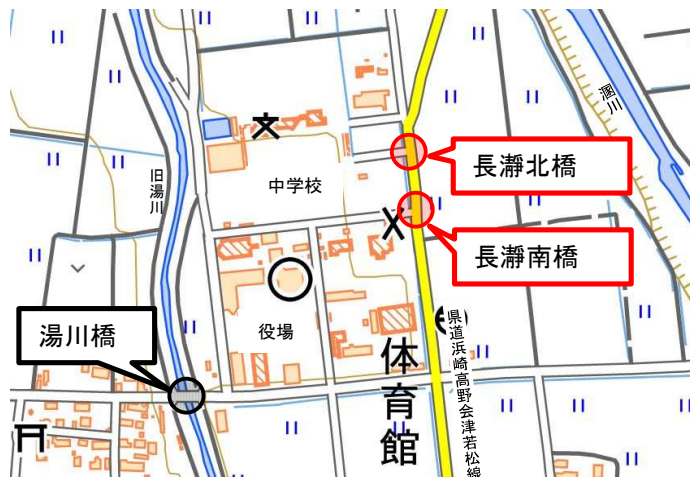 濁川
長瀞北橋
中学校
旧湯川
長瀞南橋
湯川橋
役場
体育館
県道浜崎高野会津若松線